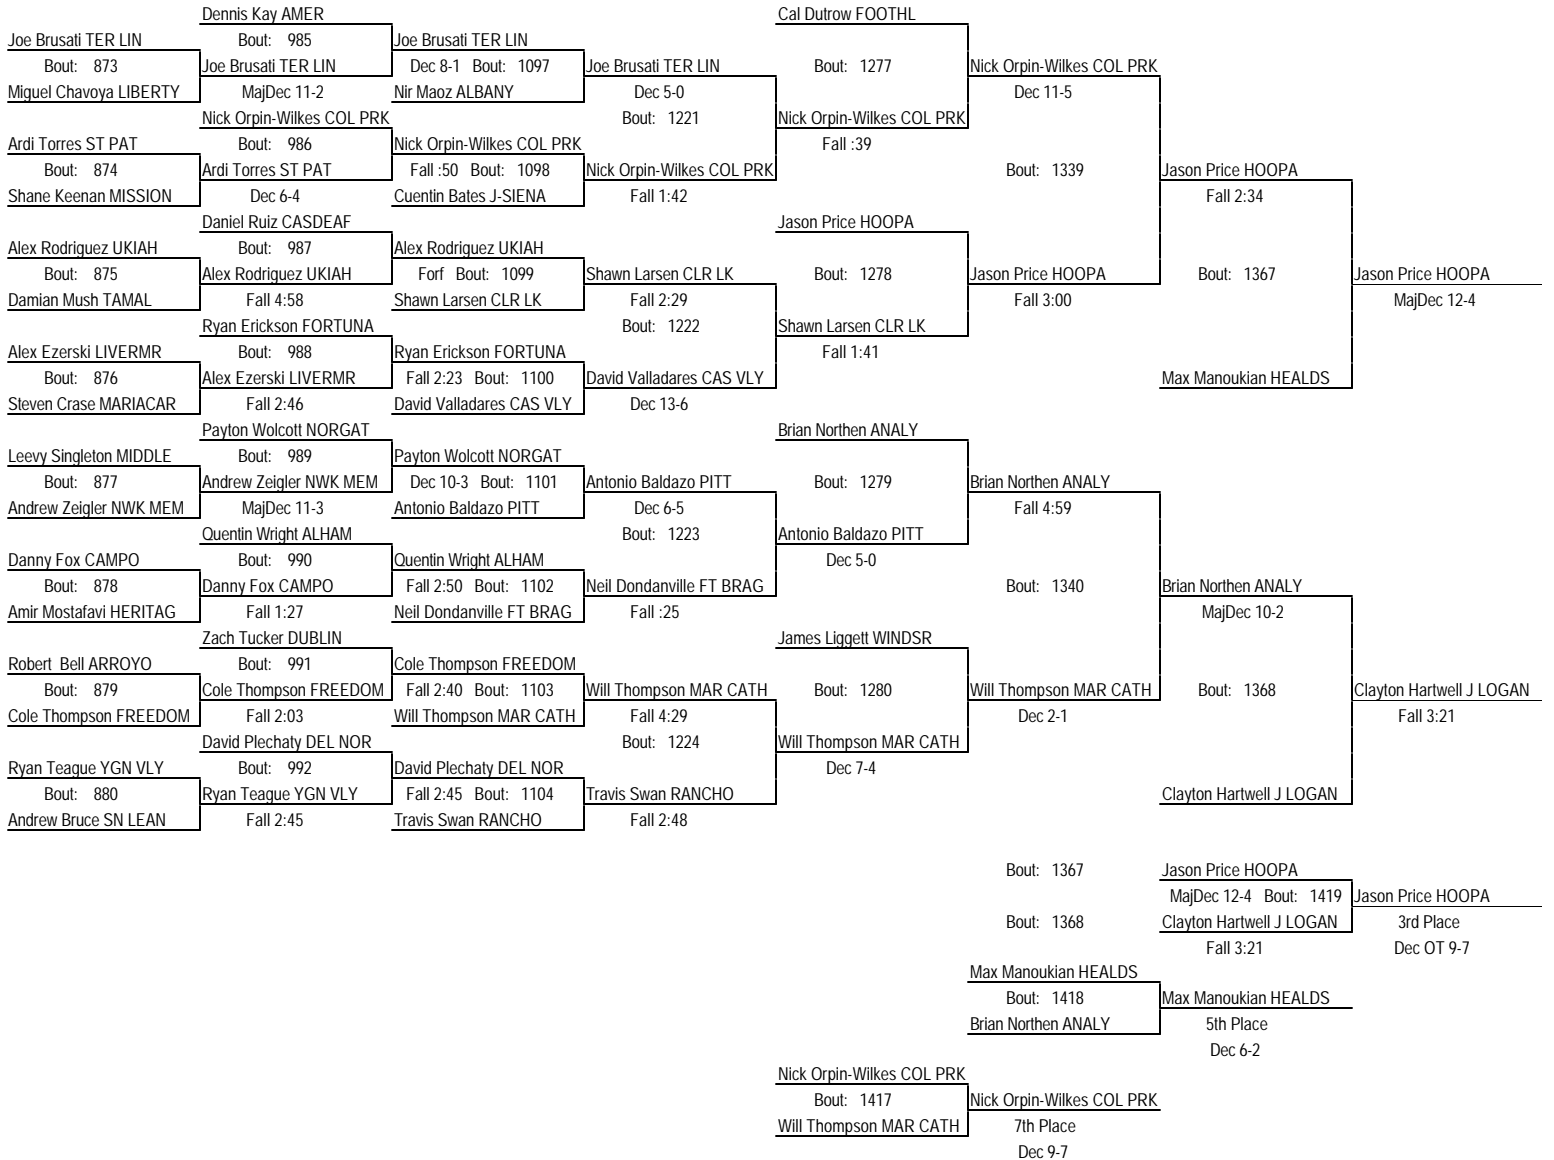 Dennis Kay AMER
Cal Dutrow FOOTHL
Joe Brusati TER LIN
Bout: 985
Joe Brusati TER LIN
Bout: 873
Joe Brusati TER LIN
Dec 8-1 Bout: 1097
Joe Brusati TER LIN
Bout: 1277
Nick Orpin-Wilkes COL PRK
Miguel Chavoya LIBERTY
MajDec 11-2
Nir Maoz ALBANY
Dec 5-0
Dec 11-5
Nick Orpin-Wilkes COL PRK
Bout: 1221
Nick Orpin-Wilkes COL PRK
Ardi Torres ST PAT
Bout: 986
Nick Orpin-Wilkes COL PRK
Fall :39
Bout: 874
Ardi Torres ST PAT
Fall :50 Bout: 1098
Nick Orpin-Wilkes COL PRK
Bout: 1339
Jason Price HOOPA
Shane Keenan MISSION
Dec 6-4
Cuentin Bates J-SIENA
Fall 1:42
Fall 2:34
Daniel Ruiz CASDEAF
Jason Price HOOPA
Alex Rodriguez UKIAH
Bout: 987
Alex Rodriguez UKIAH
Bout: 875
Alex Rodriguez UKIAH
Forf Bout: 1099
Shawn Larsen CLR LK
Bout: 1278
Jason Price HOOPA
Bout: 1367
Jason Price HOOPA
Damian Mush TAMAL
Fall 4:58
Shawn Larsen CLR LK
Fall 2:29
Fall 3:00
MajDec 12-4
Ryan Erickson FORTUNA
Bout: 1222
Shawn Larsen CLR LK
Alex Ezerski LIVERMR
Bout: 988
Ryan Erickson FORTUNA
Fall 1:41
Bout: 876
Alex Ezerski LIVERMR
Fall 2:23 Bout: 1100
David Valladares CAS VLY
Max Manoukian HEALDS
Steven Crase MARIACAR
Fall 2:46
David Valladares CAS VLY
Dec 13-6
Payton Wolcott NORGAT
Brian Northen ANALY
Leevy Singleton MIDDLE
Bout: 989
Payton Wolcott NORGAT
Bout: 877
Andrew Zeigler NWK MEM
Dec 10-3 Bout: 1101
Antonio Baldazo PITT
Bout: 1279
Brian Northen ANALY
Andrew Zeigler NWK MEM
MajDec 11-3
Antonio Baldazo PITT
Dec 6-5
Fall 4:59
Quentin Wright ALHAM
Bout: 1223
Antonio Baldazo PITT
Danny Fox CAMPO
Bout: 990
Quentin Wright ALHAM
Dec 5-0
Bout: 878
Danny Fox CAMPO
Fall 2:50 Bout: 1102
Neil Dondanville FT BRAG
Bout: 1340
Brian Northen ANALY
Amir Mostafavi HERITAG
Fall 1:27
Neil Dondanville FT BRAG
Fall :25
MajDec 10-2
Zach Tucker DUBLIN
James Liggett WINDSR
Robert Bell ARROYO
Bout: 991
Cole Thompson FREEDOM
Bout: 879
Cole Thompson FREEDOM
Fall 2:40 Bout: 1103
Will Thompson MAR CATH
Bout: 1280
Will Thompson MAR CATH
Bout: 1368
Clayton Hartwell J LOGAN
Cole Thompson FREEDOM
Fall 2:03
Will Thompson MAR CATH
Fall 4:29
Dec 2-1
Fall 3:21
David Plechaty DEL NOR
Bout: 1224
Will Thompson MAR CATH
Ryan Teague YGN VLY
Bout: 992
David Plechaty DEL NOR
Dec 7-4
Bout: 880
Ryan Teague YGN VLY
Fall 2:45 Bout: 1104
Travis Swan RANCHO
Clayton Hartwell J LOGAN
Andrew Bruce SN LEAN
Fall 2:45
Travis Swan RANCHO
Fall 2:48
Bout: 1367
Jason Price HOOPA
MajDec 12-4 Bout: 1419
Jason Price HOOPA
Bout: 1368
Clayton Hartwell J LOGAN
3rd Place
Fall 3:21
Dec OT 9-7
Max Manoukian HEALDS
Bout: 1418
Max Manoukian HEALDS
Brian Northen ANALY
5th Place
Dec 6-2
Nick Orpin-Wilkes COL PRK
Bout: 1417
Nick Orpin-Wilkes COL PRK
Will Thompson MAR CATH
7th Place
Dec 9-7